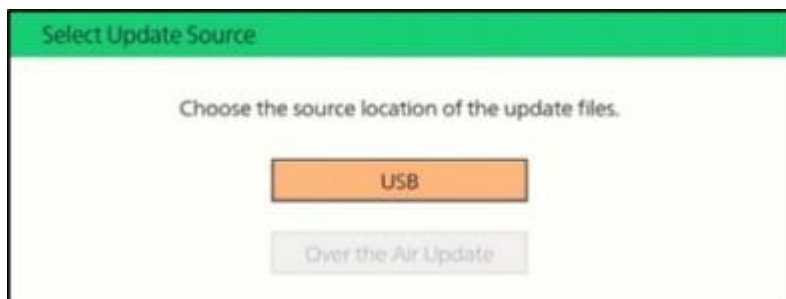 Select Update Source
Choose the source location of the update files.
USB
Over the Air Update